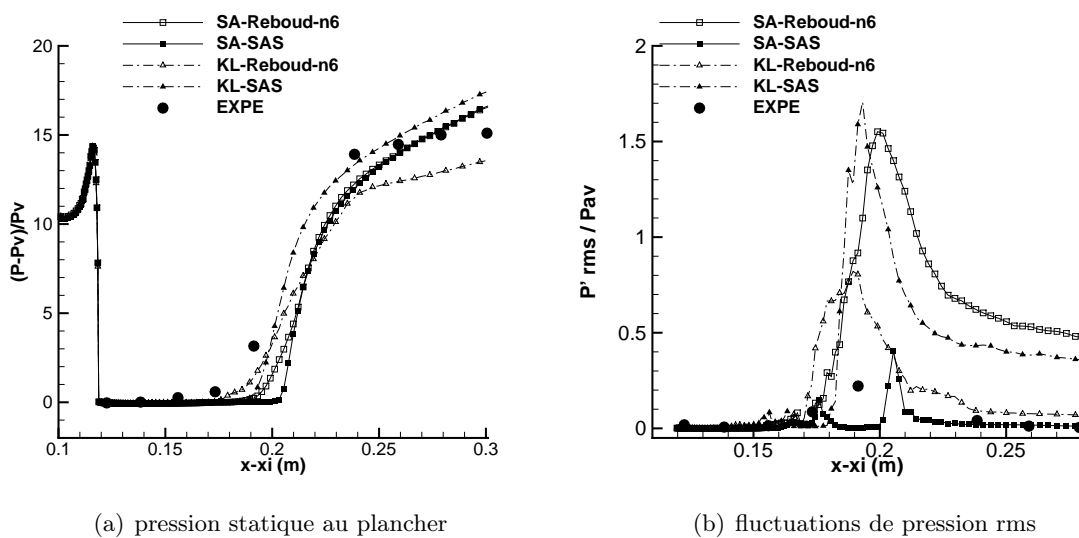 SA-Reboud-n6
SA-SAS
KL-Reboud-n6
KL-SAS
EXPE
(P-Pv)/Pv
20
15
10
5
0
0.1 0.15 0.2 0.25 0.3
x-xi (m)
(a) pression statique au plancher
SA-Reboud-n6
SA-SAS
KL-Reboud-n6
KL-SAS
EXPE
P' rms / Pav
2
1.5
1
0.5
0
0.15 0.2 0.25
x-xi (m)
(b) fluctuations de pression rms